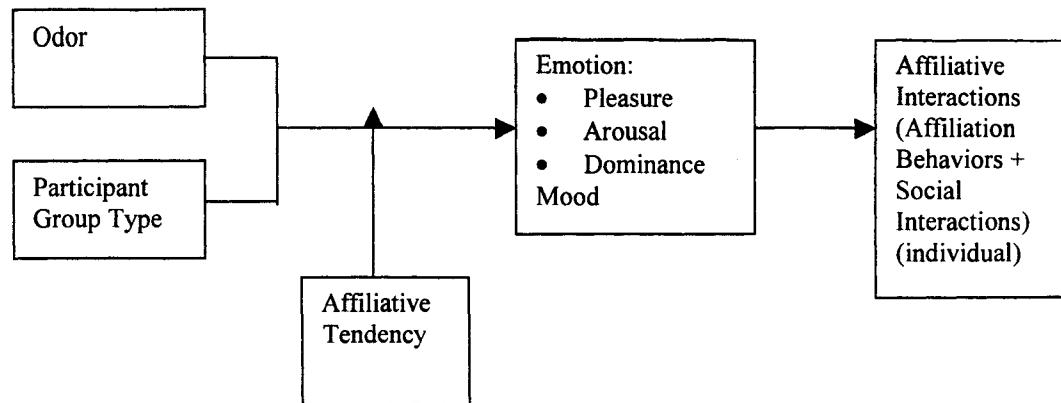 Odor
Participant
Group Type
Affiliative
Tendency
Emotion:
• Pleasure
• Arousal
• Dominance
Mood
Affiliative
Interactions
(Affiliation
Behaviors +
Social
Interactions)
(individual)